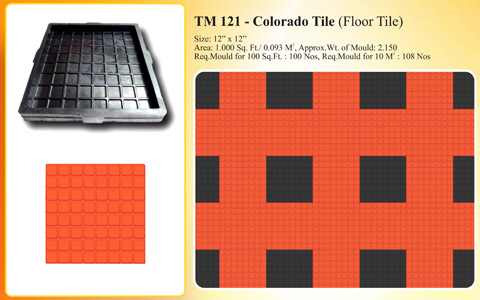 TM 121 - Colorado Tile (Floor Tile)
Size: 12” x 12”
Area: 1.000 Sq. Ft./ 0.093 M², Approx.Wt. of Mould: 2.150
Req.Mould for 100 Sq.Ft. : 100 Nos, Req.Mould for 10 M² : 108 Nos